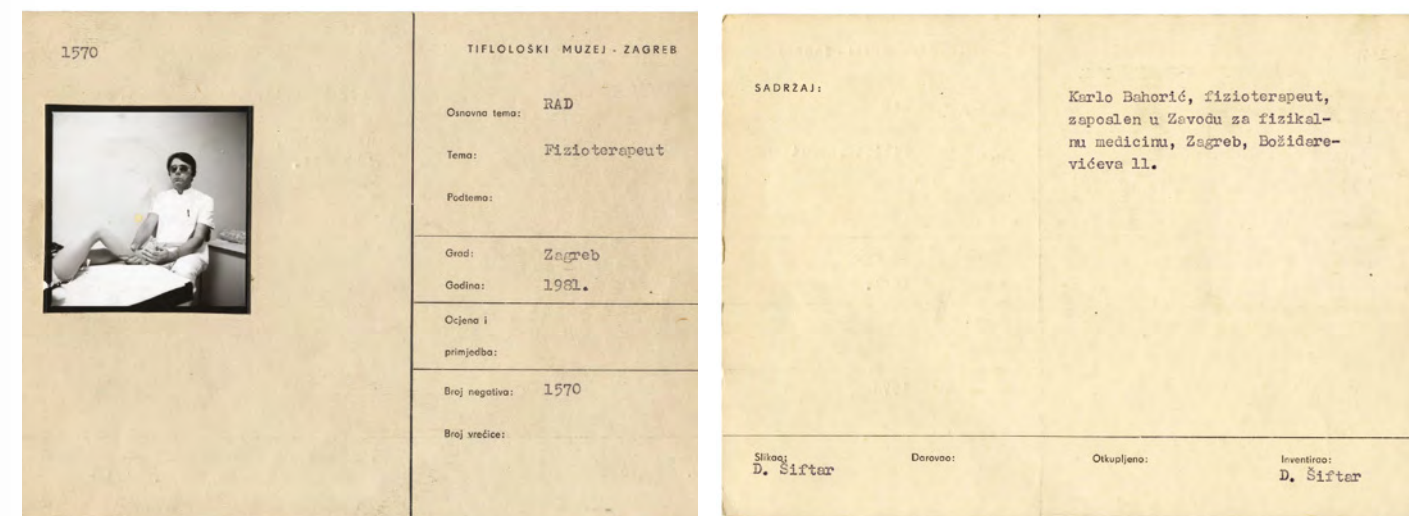 1570
TIFLOLOŠKI MUZEJ - ZAGREB
Osnovna tema: RAD
Tema: Fizioterapeut
Podtema:
Grad: Zagreb
Godina: 1981.
Ocjena i
primjedba:
Broj negativa: 1570
Broj vrećice:
SADRŽAJ:
Karlo Bahorić, fizioterapeut,
zaposlen u Zavodu za fizikal-
nu medicinu, Zagreb, Božidare-
vićeva 11.
Slikao: D. Šiftar
Darovao:
Otkupljeno:
Inventirao: D. Šiftar